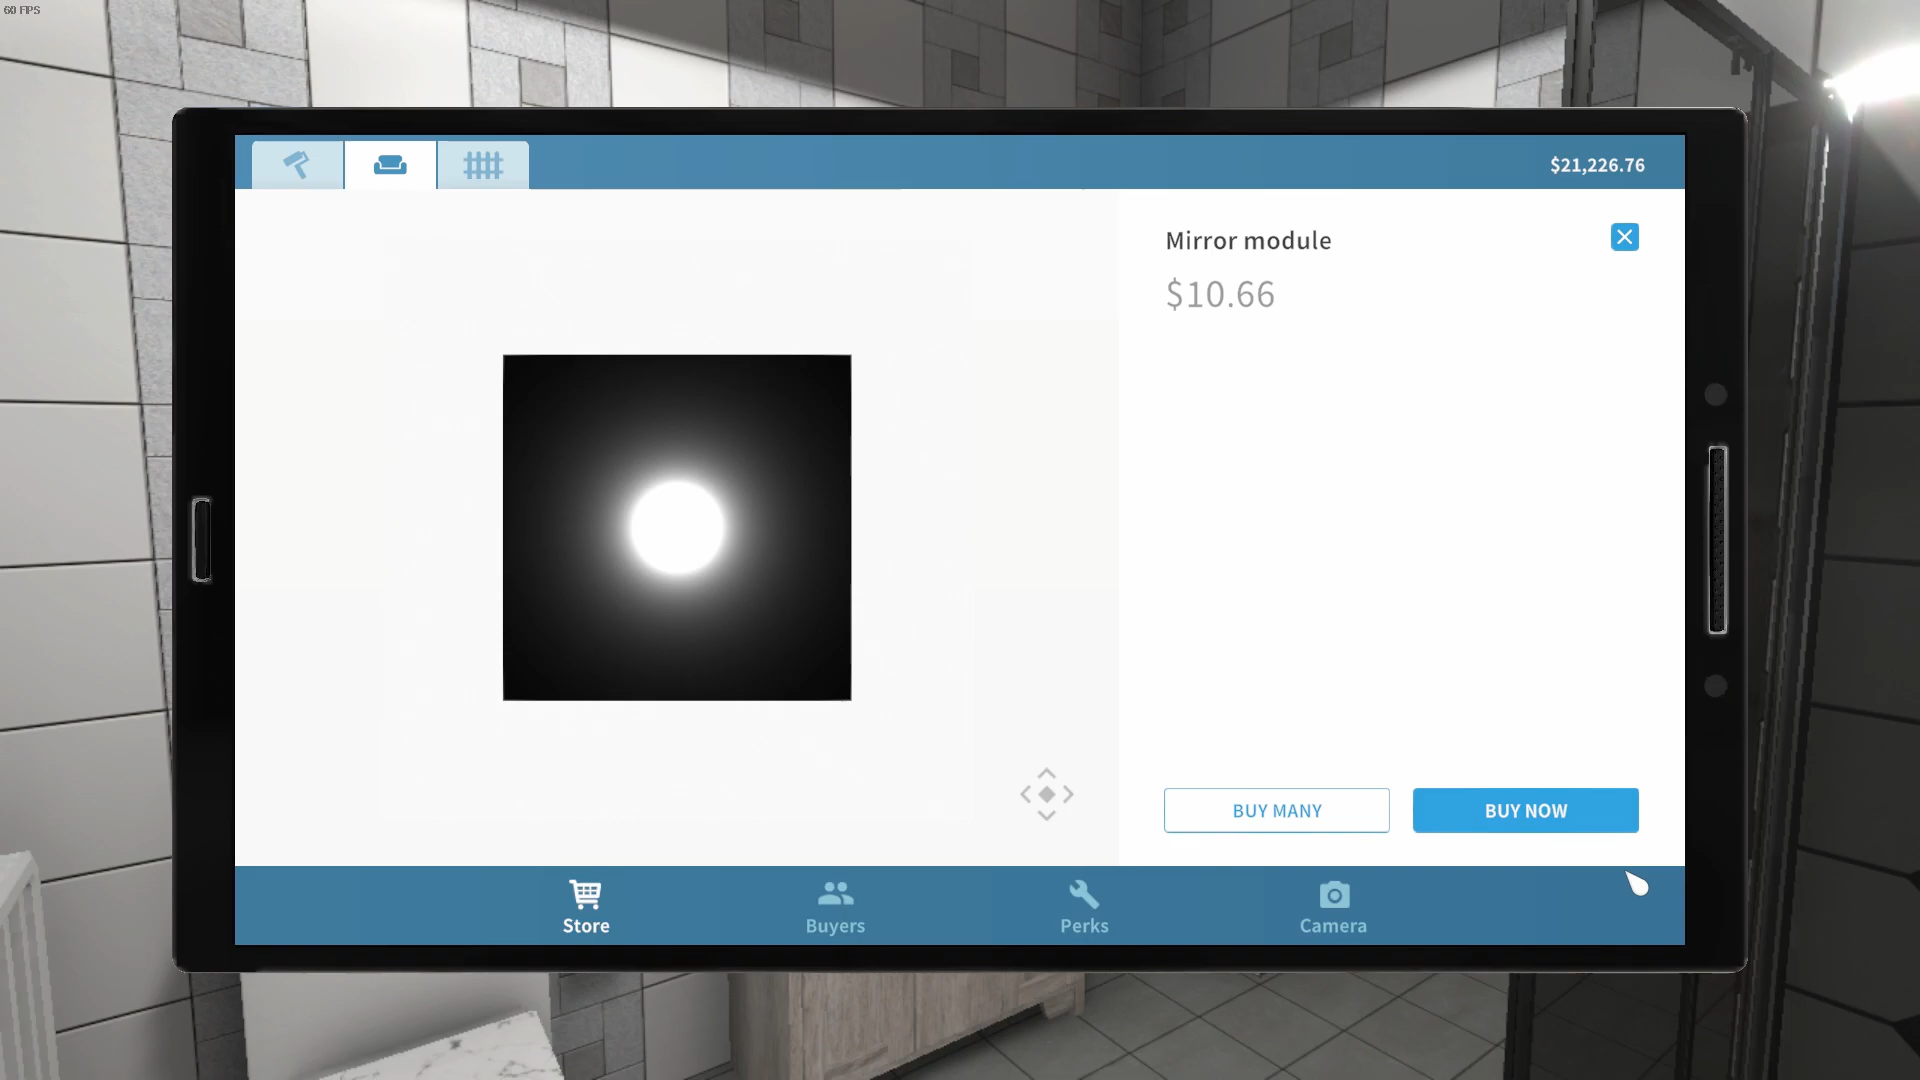 60 FPS
$21,226.76
Mirror module
$10.66
BUY MANY
BUY NOW
Store
Buyers
Perks
Camera